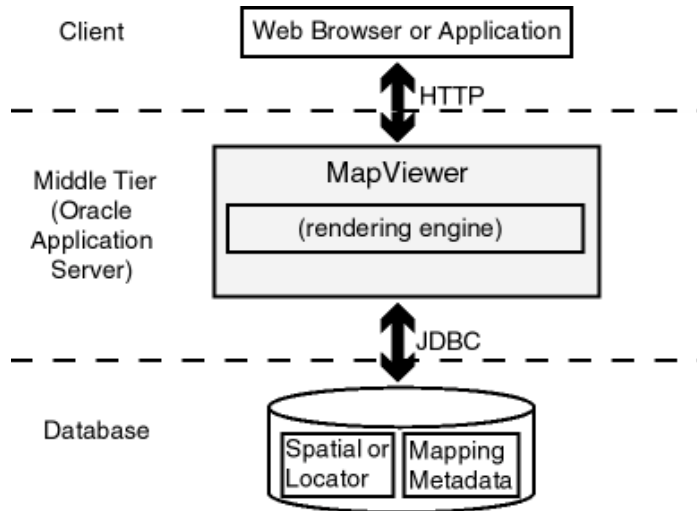 Client
Web Browser or Application
HTTP
Middle Tier
(Oracle
Application
Server)
MapViewer
(rendering engine)
JDBC
Database
Spatial or
Locator
Mapping
Metadata